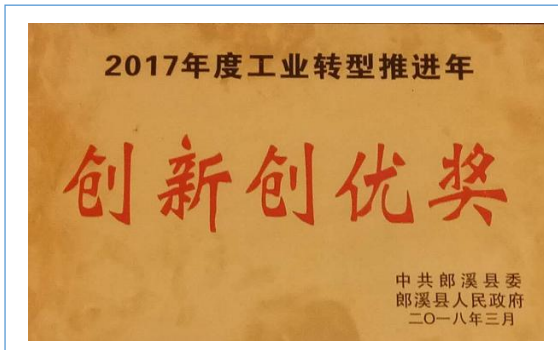 2017年度工业转型推进年
创新创优奖
中共郎溪县委
郎溪县人民政府
二〇一八年三月